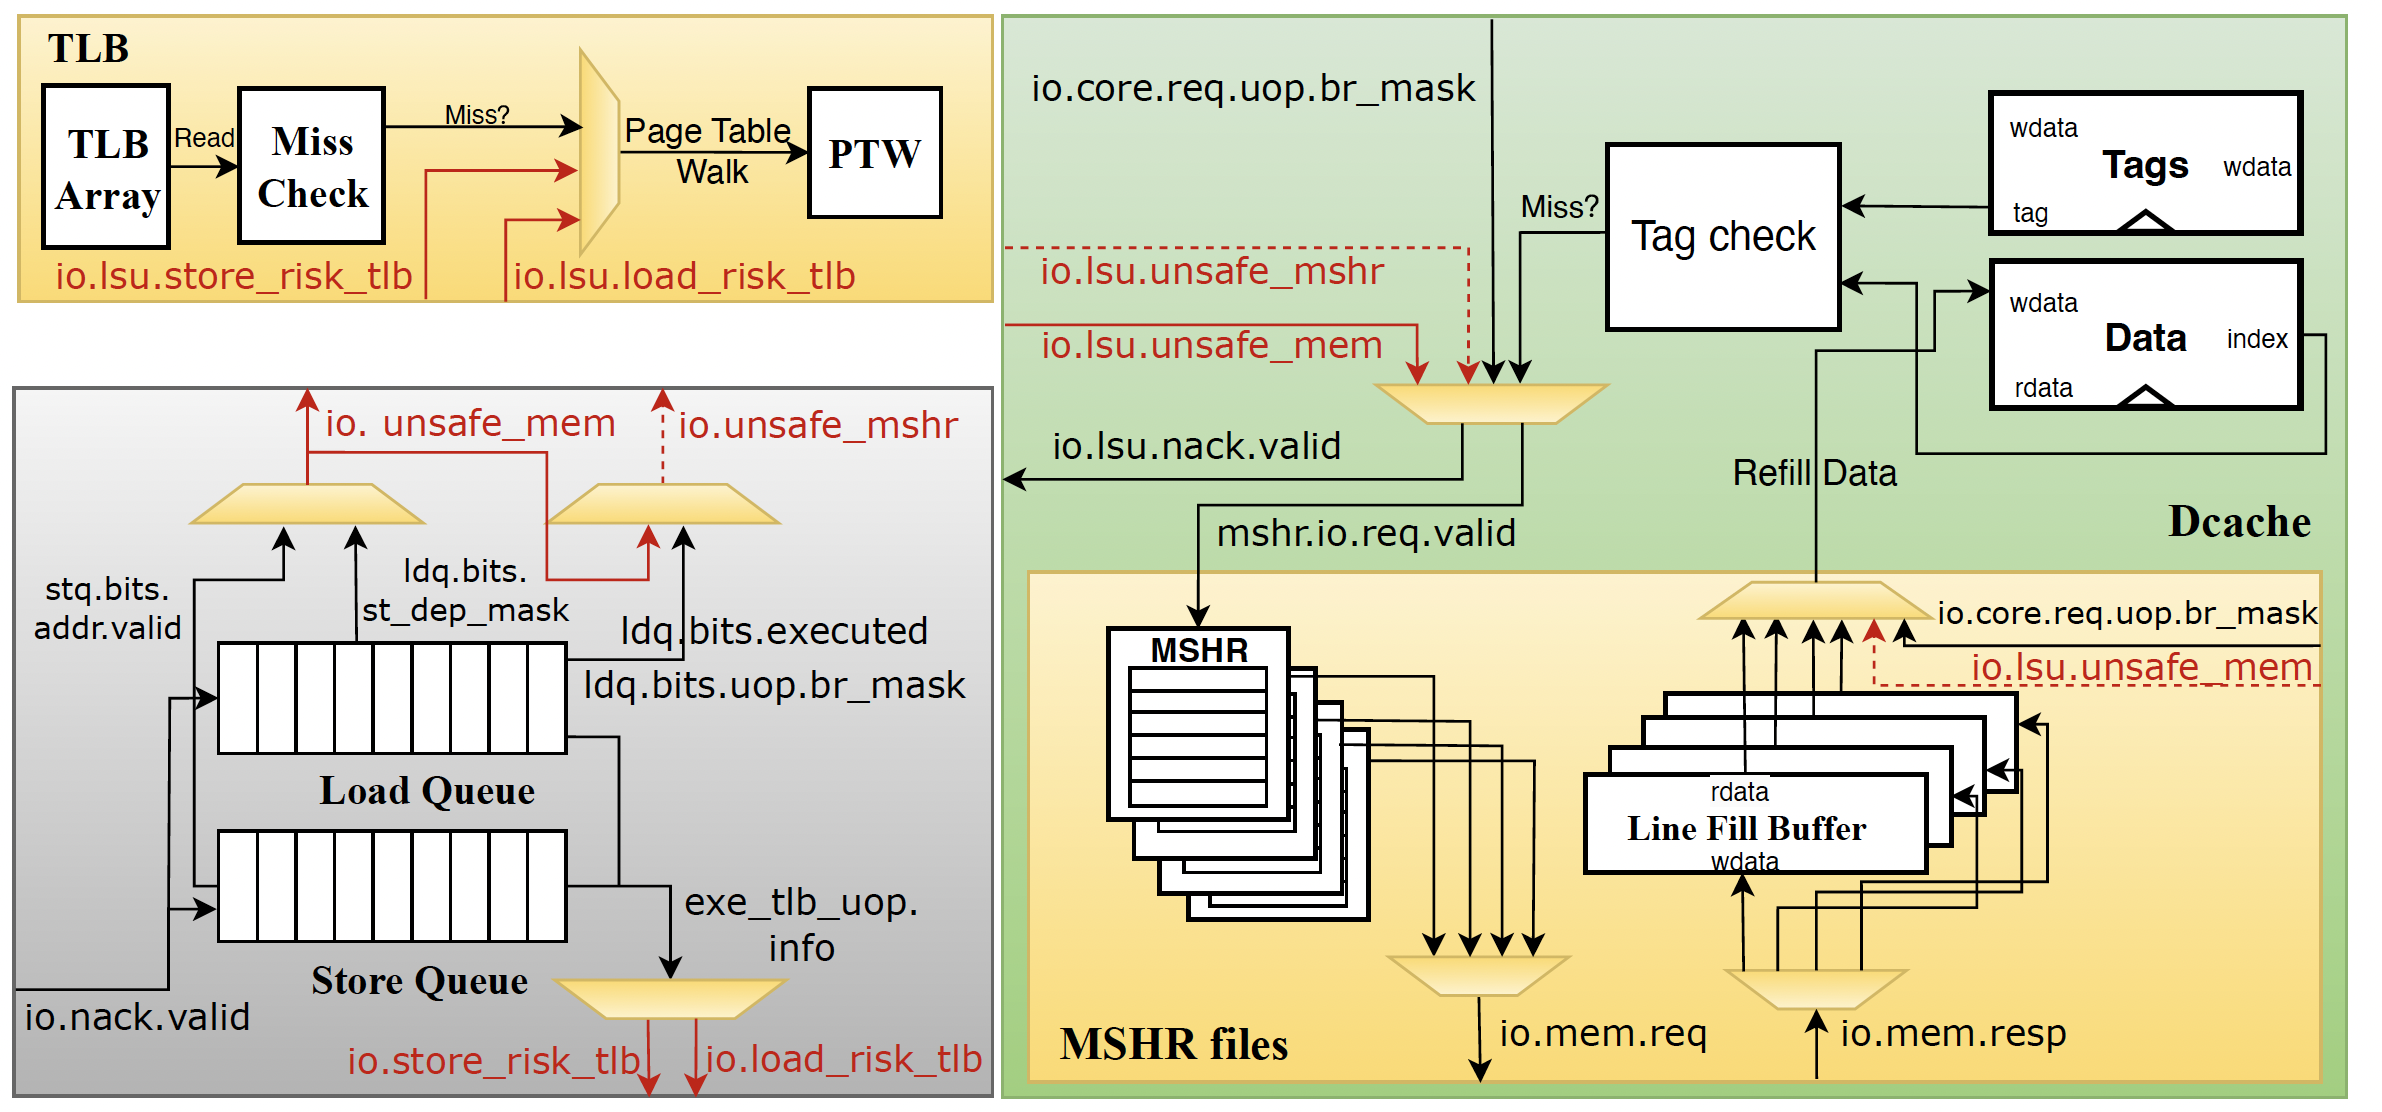 TLB
TLB
Array
Read
Miss
Check
Miss?
Page Table
Walk
PTW
io.lsu.store_risk_tlb
io.lsu.load_risk_tlb
io. unsafe_mem
io.unsafe_mshr
stq.bits.
addr.valid
ldq.bits.
st_dep_mask
ldq.bits.executed
ldq.bits.uop.br_mask
Load Queue
Store Queue
exe_tlb_uop.
info
io.nack.valid
io.store_risk_tlb
io.load_risk_tlb
io.core.req.uop.br_mask
io.lsu.unsafe_mshr
io.lsu.unsafe_mem
Miss?
Tag check
wdata
Tags
wdata
tag
wdata
Data
index
rdata
io.lsu.nack.valid
mshr.io.req.valid
Refill Data
Dcache
MSHR
io.core.req.uop.br_mask
io.lsu.unsafe_mem
rdata
Line Fill Buffer
wdata
MSHR files
io.mem.req
io.mem.resp